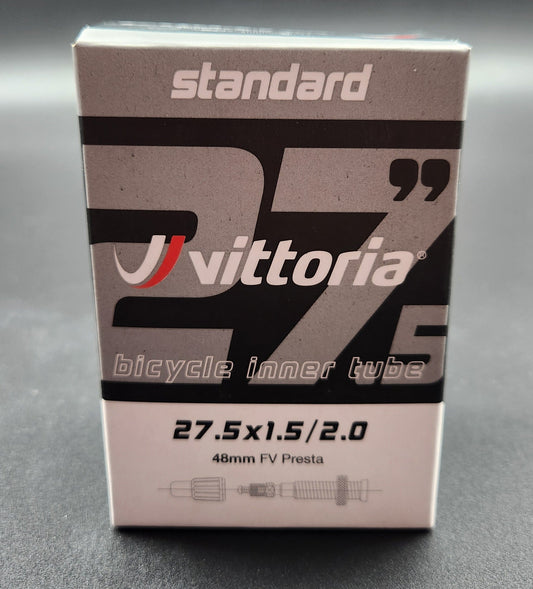 standard
27.5”
vittoria®
bicycle inner tube
27.5x1.5/2.0
48mm FV Presta